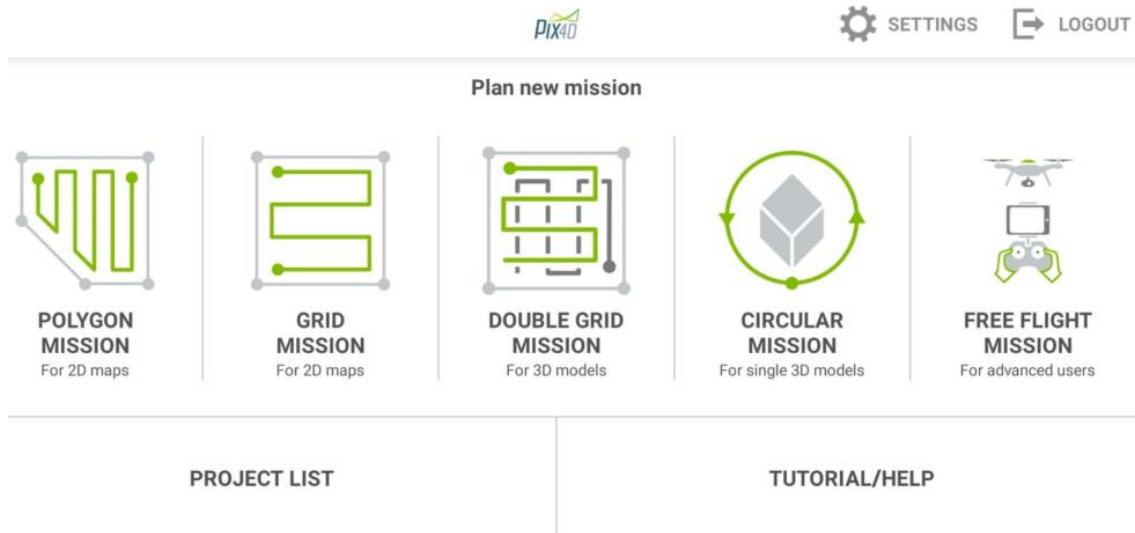 PIX4D
SETTINGS
LOGOUT
Plan new mission
POLYGON
MISSION
For 2D maps
GRID
MISSION
For 2D maps
DOUBLE GRID
MISSION
For 3D models
CIRCULAR
MISSION
For single 3D models
FREE FLIGHT
MISSION
For advanced users
PROJECT LIST
TUTORIAL/HELP